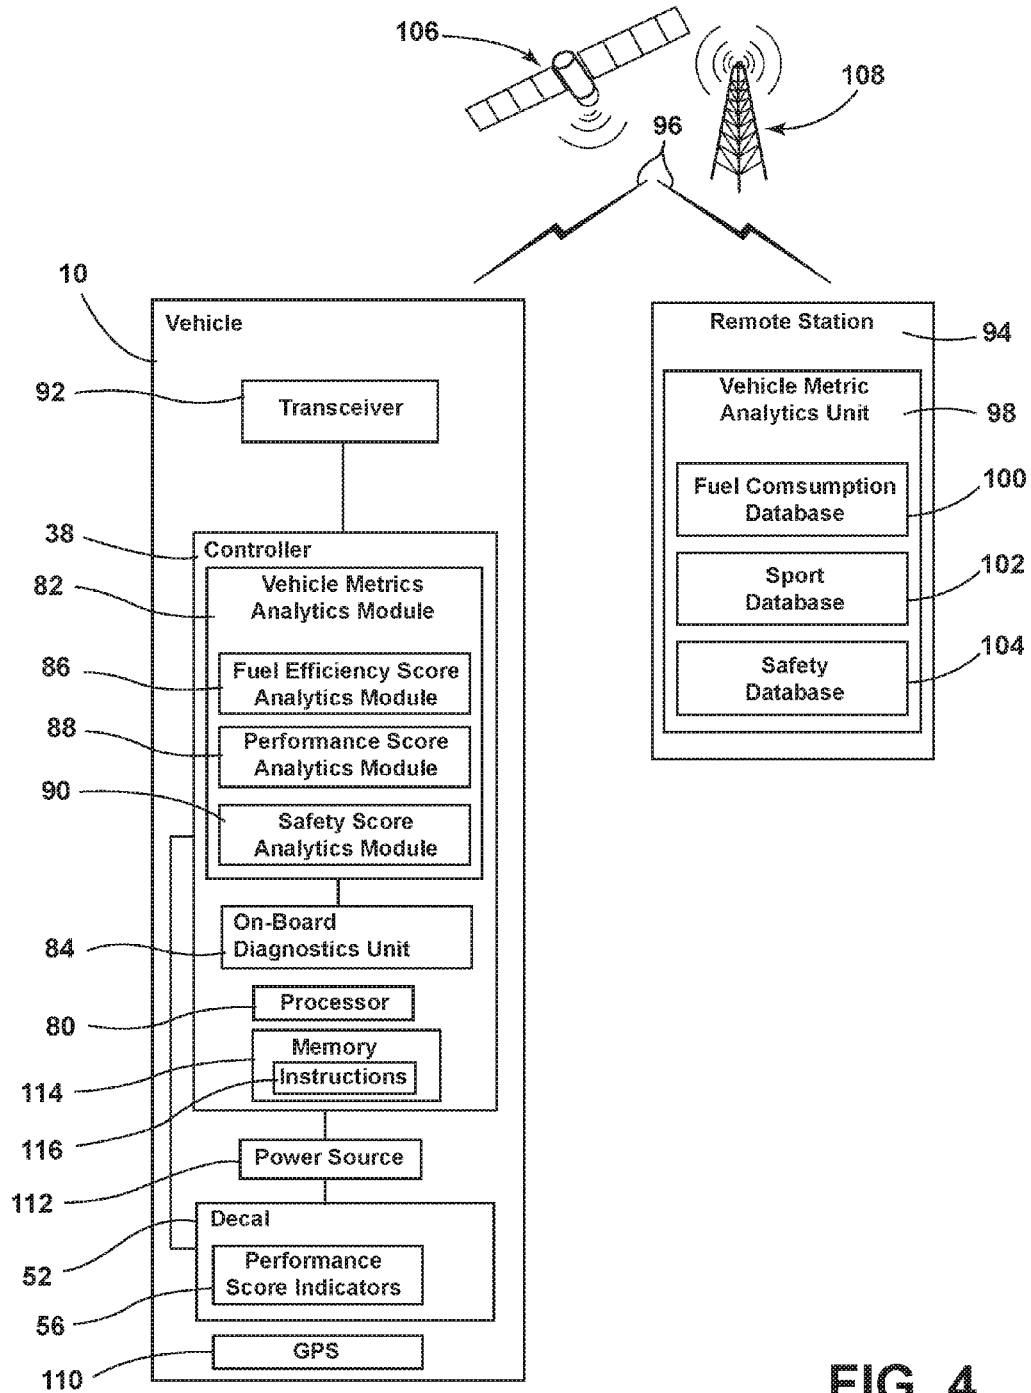 106
108
96
10
Vehicle
92
Transceiver
Remote Station
94
Vehicle Metric
Analytics Unit
98
Fuel Comsumption
Database
100
Sport
Database
102
Safety
Database
104
38
Controller
82
Vehicle Metrics
Analytics Module
86
Fuel Efficiency Score
Analytics Module
88
Performance Score
Analytics Module
90
Safety Score
Analytics Module
On-Board
Diagnostics Unit
84
Processor
80
Memory
114
Instructions
116
Power Source
112
Decal
52
Performance
Score Indicators
56
GPS
110
FIG. 4